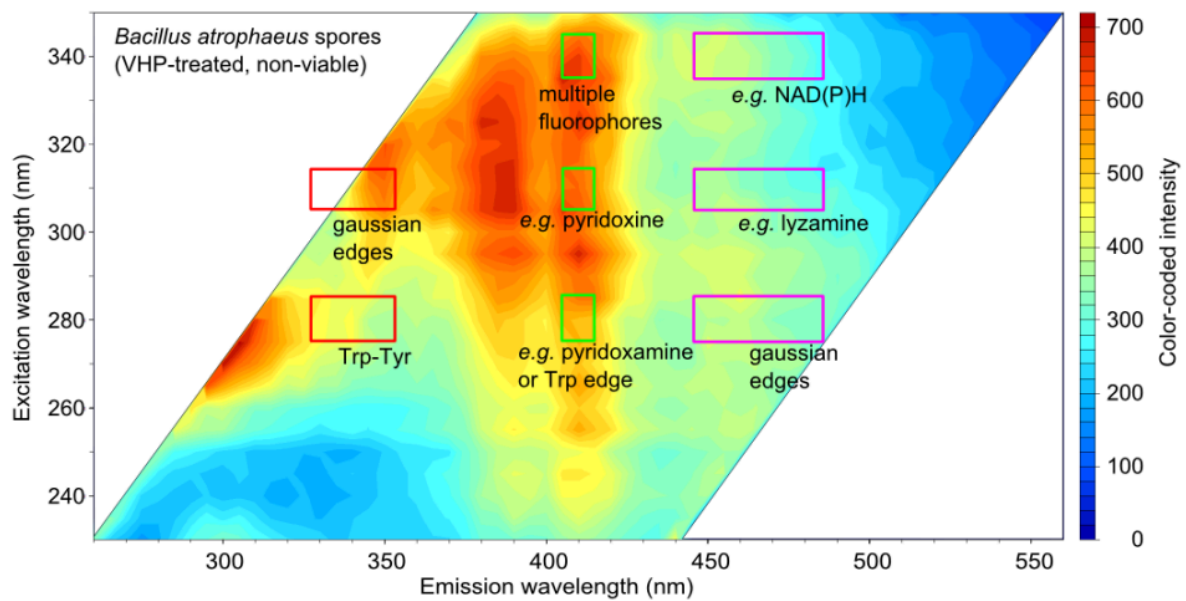 Bacillus atrophaeus spores
(VHP-treated, non-viable)
multiple
fluorophores
e.g. NAD(P)H
gaussian
edges
e.g. pyridoxine
e.g. lyzamine
Trp-Tyr
e.g. pyridoxamine
or Trp edge
gaussian
edges
340
320
300
280
260
240
Excitation wavelength (nm)
300
350
400
450
500
550
Emission wavelength (nm)
700
600
500
400
300
200
100
0
Color-coded intensity